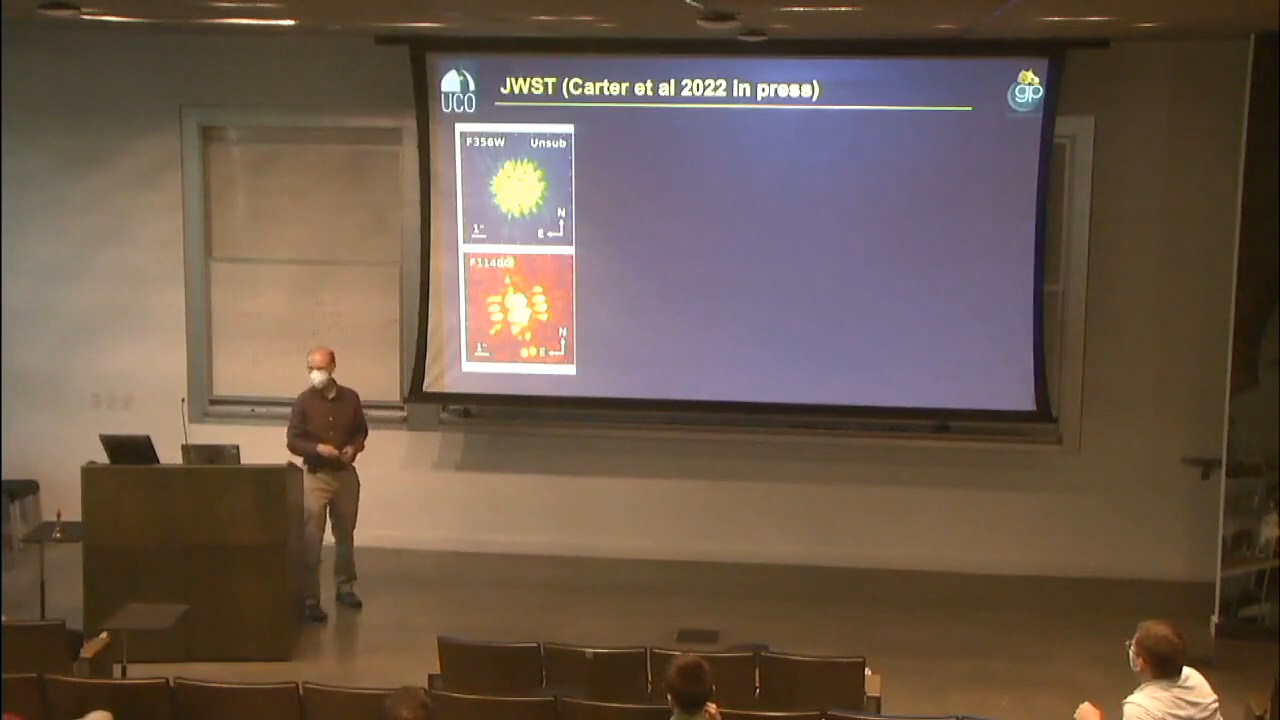 JWST (Carter et al 2022 in press)
UCO
gp
F356W Unsub
N
1"
E
F1140C
N
1"
E